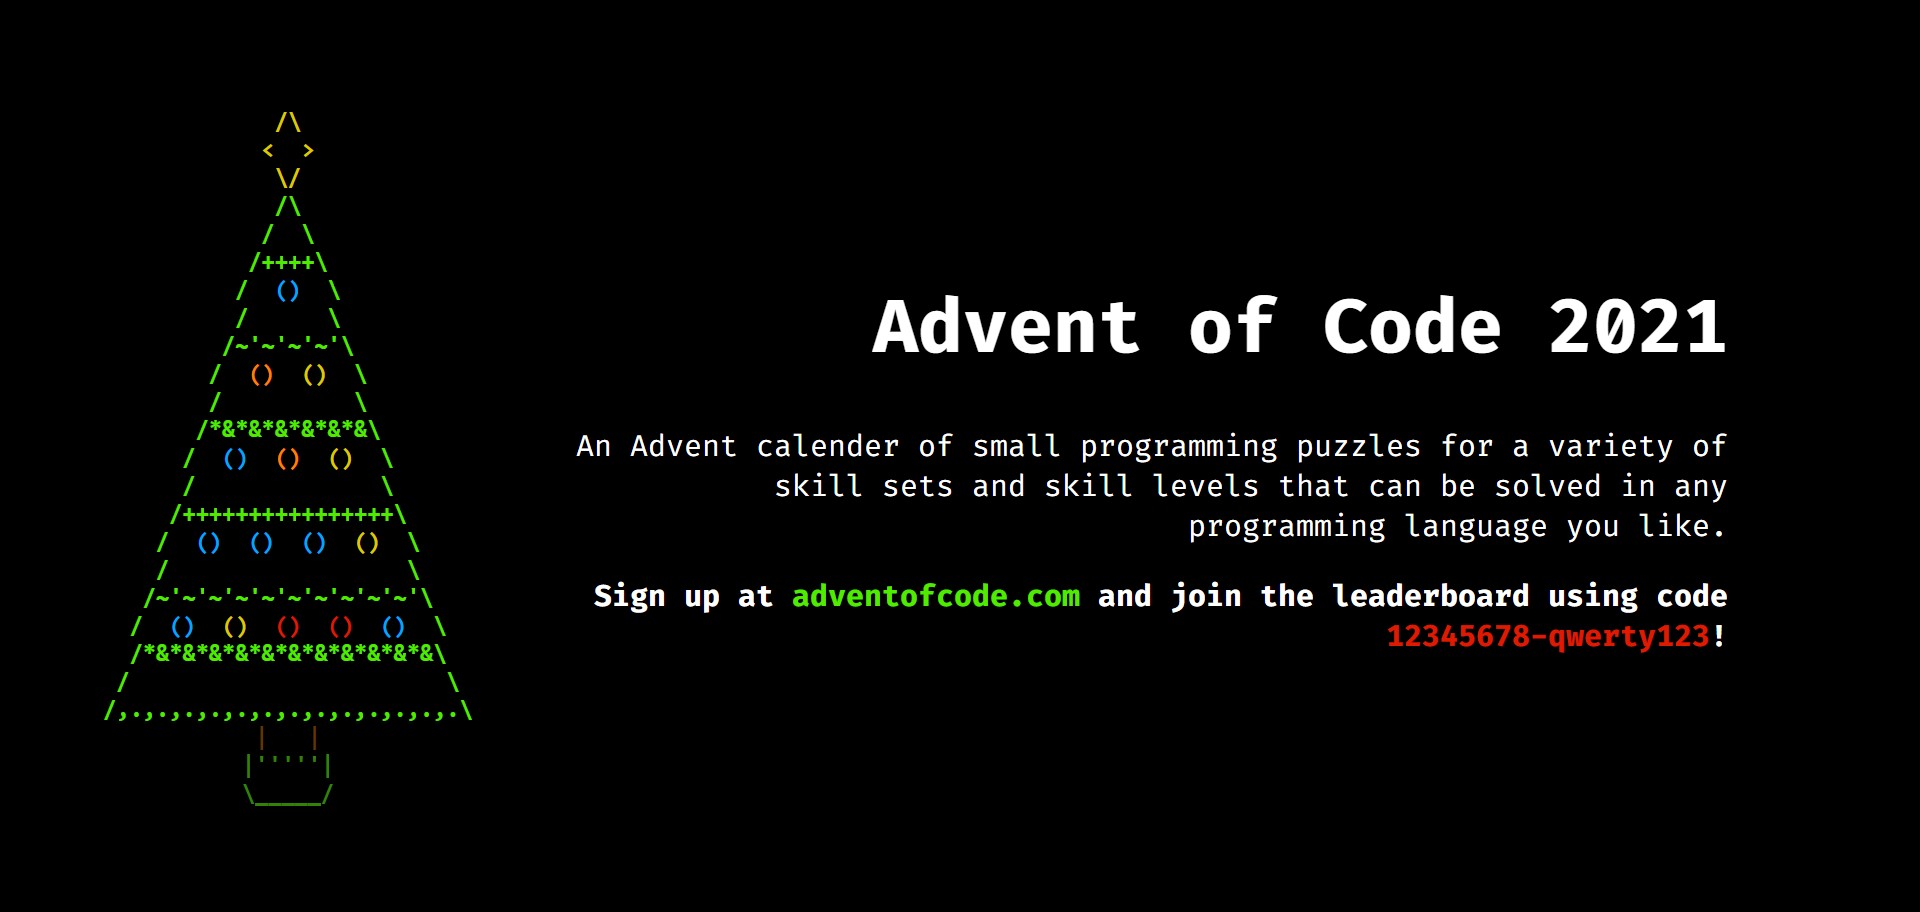 Advent of Code 2021
An Advent calender of small programming puzzles for a variety of
skill sets and skill levels that can be solved in any
programming language you like.
Sign up at adventofcode.com and join the leaderboard using code
12345678-qwerty123!